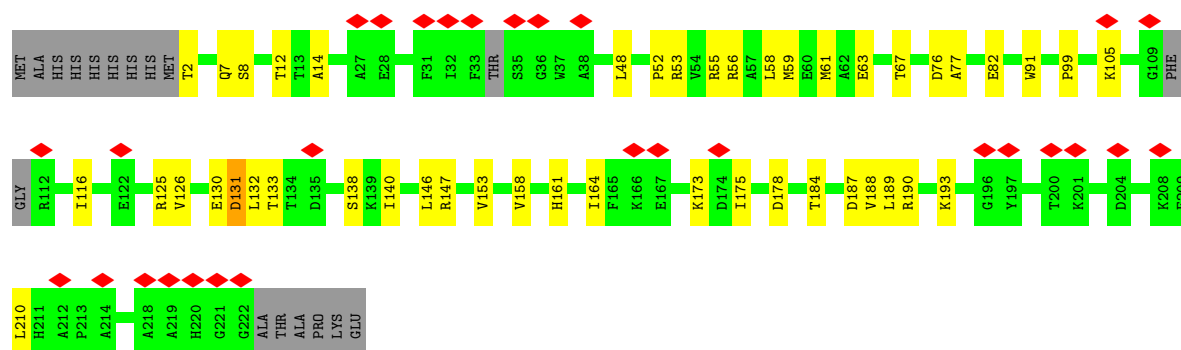 MET ALA HIS HIS HIS HIS HIS HIS MET T2 Q7 S8 T12 T13 A14 A27 E28 F31 I32 F33 THR S35 G36 W37 A38 L48 P52 R53 V54 R55 R56 A57 L58 M59 E60 M61 A62 E63 T67 D76 A77 E82 W91 P99 K105 G109 PHE
GLY R112 I116 E122 R125 V126 E130 D131 L132 T133 T134 D135 S138 K139 I140 L146 R147 V153 V158 H161 I164 F165 K166 E167 K173 D174 I175 D178 T184 D187 V188 L189 R190 K193 G196 Y197 T200 K201 D204 K208
L210 H211 A212 P213 A214 A218 A219 H220 G221 G222 ALA THR ALA PRO LYS GLU